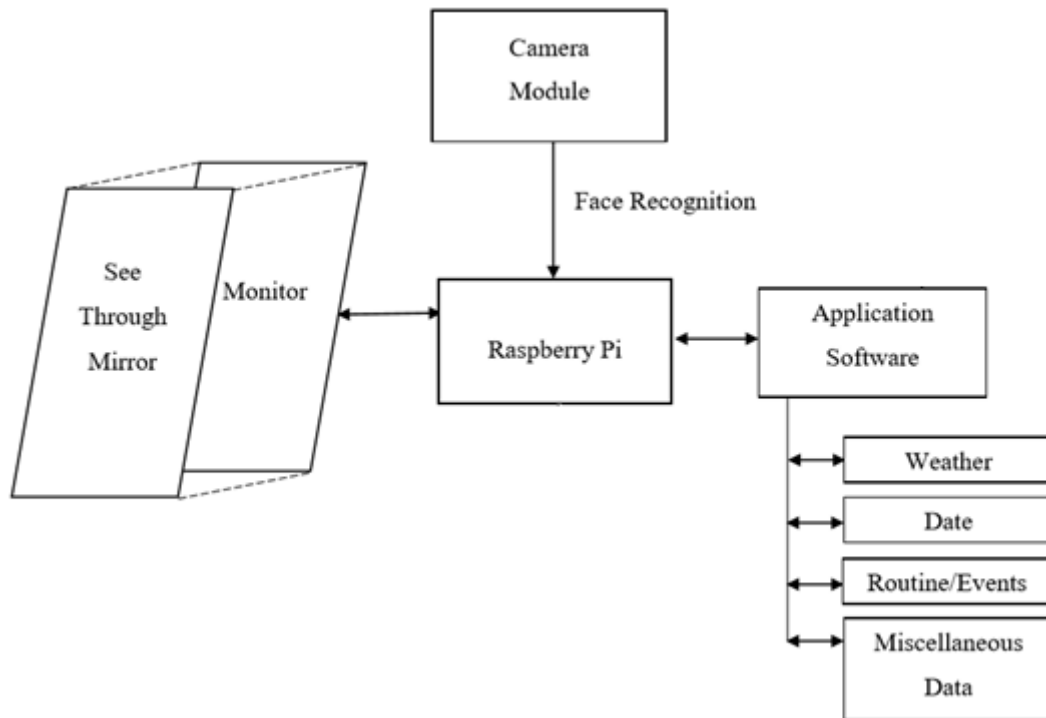 Camera
Module
Face Recognition
See
Through
Mirror
Monitor
Raspberry Pi
Application
Software
Weather
Date
Routine/Events
Miscellaneous
Data